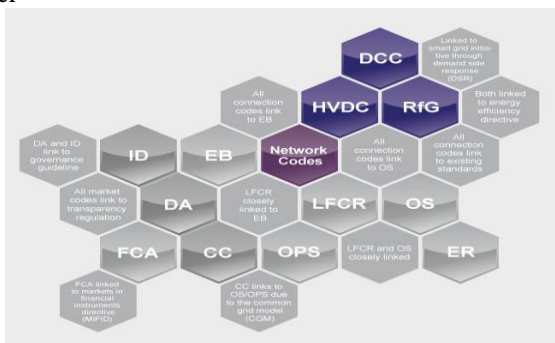 DCC
Linked to
smart grid initia-
tive through
demand side
response
(DSR)
All
connection
codes link
to EB
HVDC
RfG
Both linked
to energy
efficiency
directive
DA and ID
link to
governance
guideline
ID
EB
Network
Codes
All
connection
codes link
to OS
All
connection
codes link
to existing
standards
All market
codes link to
transparency
regulation
DA
LFCR
closely
linked to
EB
LFCR
OS
FCA
CC
OPS
LFCR and OS
closely linked
ER
FCA linked
to markets in
financial
instruments
directive
(MIFID)
CC links to
OS/OPS due
to the common
grid model
(CGM)